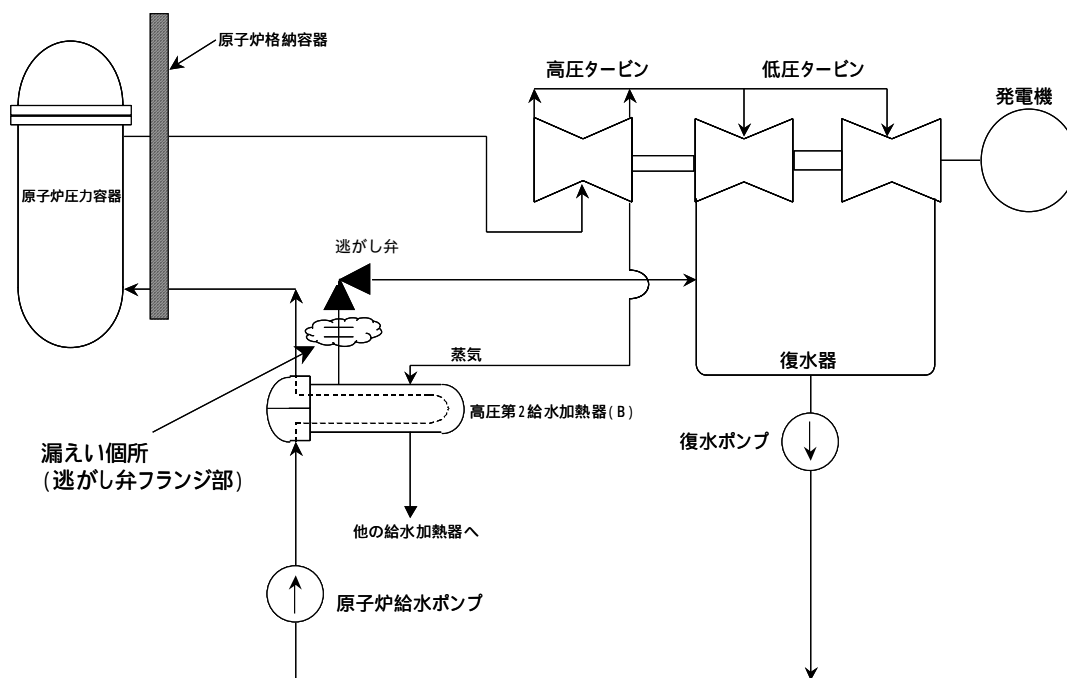 原子炉格納容器
高圧タービン
低圧タービン
発電機
原子炉圧力容器
逃がし弁
蒸気
復水器
高圧第2給水加熱器(B)
漏えい個所
(逃がし弁フランジ部)
復水ポンプ
他の給水加熱器へ
原子炉給水ポンプ